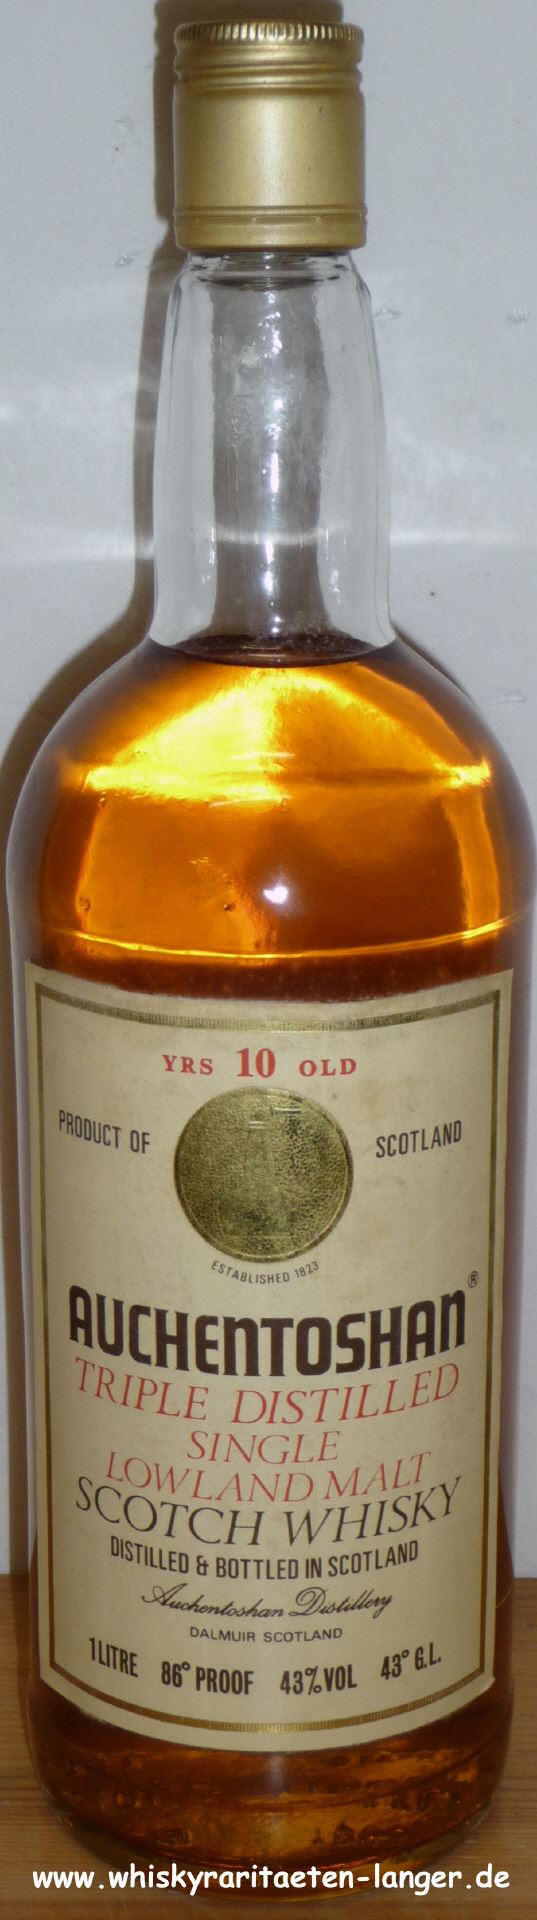 YRS 10 OLD
PRODUCT OF SCOTLAND
ESTABLISHED 1823
AUCHENTOSHAN®
TRIPLE DISTILLED
SINGLE
LOWLAND MALT
SCOTCH WHISKY
DISTILLED & BOTTLED IN SCOTLAND
Auchentoshan Distillery
DALMUIR SCOTLAND
1 LITRE 86° PROOF 43% VOL 43° G.L.
www.whiskyraritaeten-langer.de